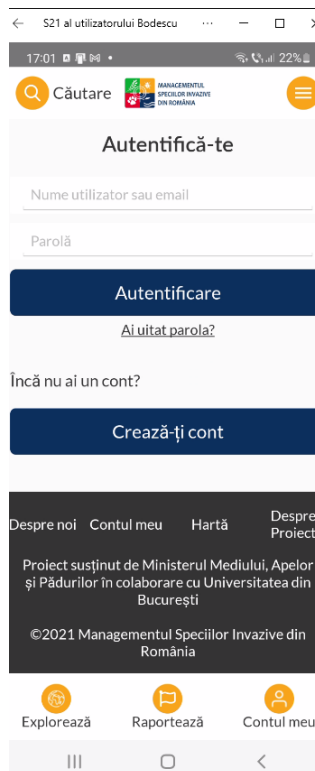 S21 al utilizatorului Bodescu
17:01
22%
Căutare
MANAGEMENTUL
SPECIILOR INVAZIVE
DIN ROMÂNIA
Autentifică-te
Nume utilizator sau email
Parolă
Autentificare
Ai uitat parola?
Încă nu ai un cont?
Crează-ți cont
Despre noi Contul meu Hartă Despre
Proiect
Proiect susținut de Ministerul Mediului, Apelor
și Pădurilor în colaborare cu Universitatea din
București
©2021 Managementul Speciilor Invazive din
România
Explorează Raportează Contul meu